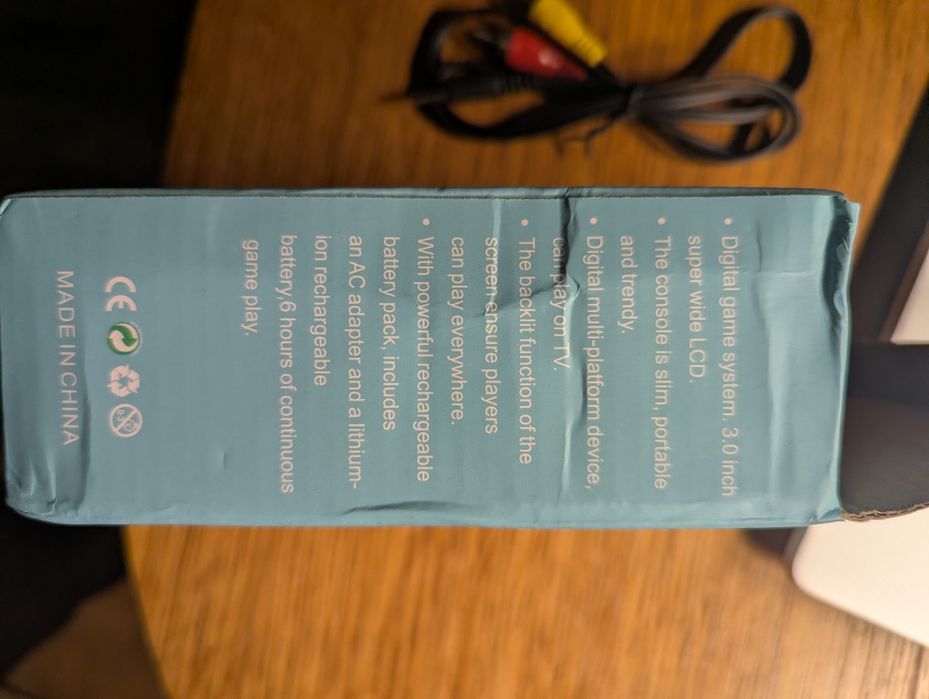 • Digital game system. 3.0 inch
super wide LCD.
• The console is slim, portable
and trendy.
• Digital multi-platform device,
can play on TV.
• The backlit function of the
screen ensure players
can play everywhere.
• With powerful rechargeable
battery pack, includes
an AC adapter and a lithium-
ion rechargeable
battery,6 hours of continuous
game play.
CE
0-3
MADE IN CHINA